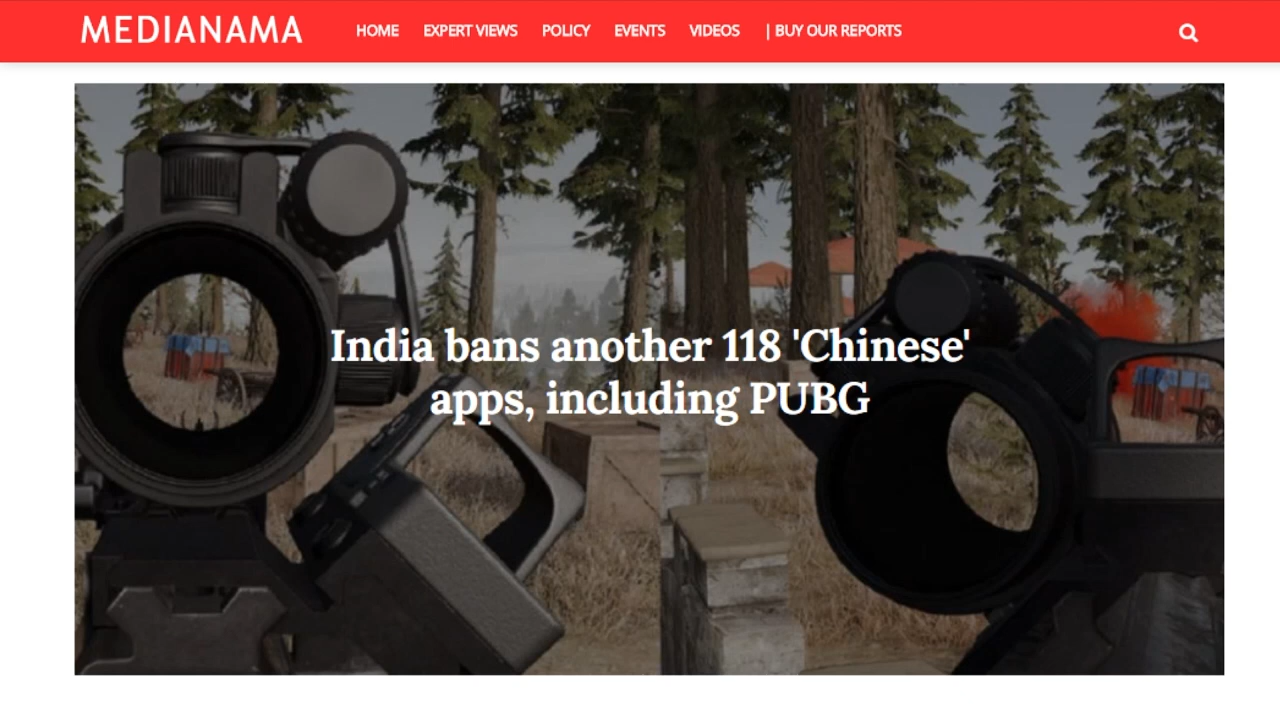 MEDIANAMA HOME EXPERT VIEWS POLICY EVENTS VIDEOS | BUY OUR REPORTS
India bans another 118 'Chinese'
apps, including PUBG